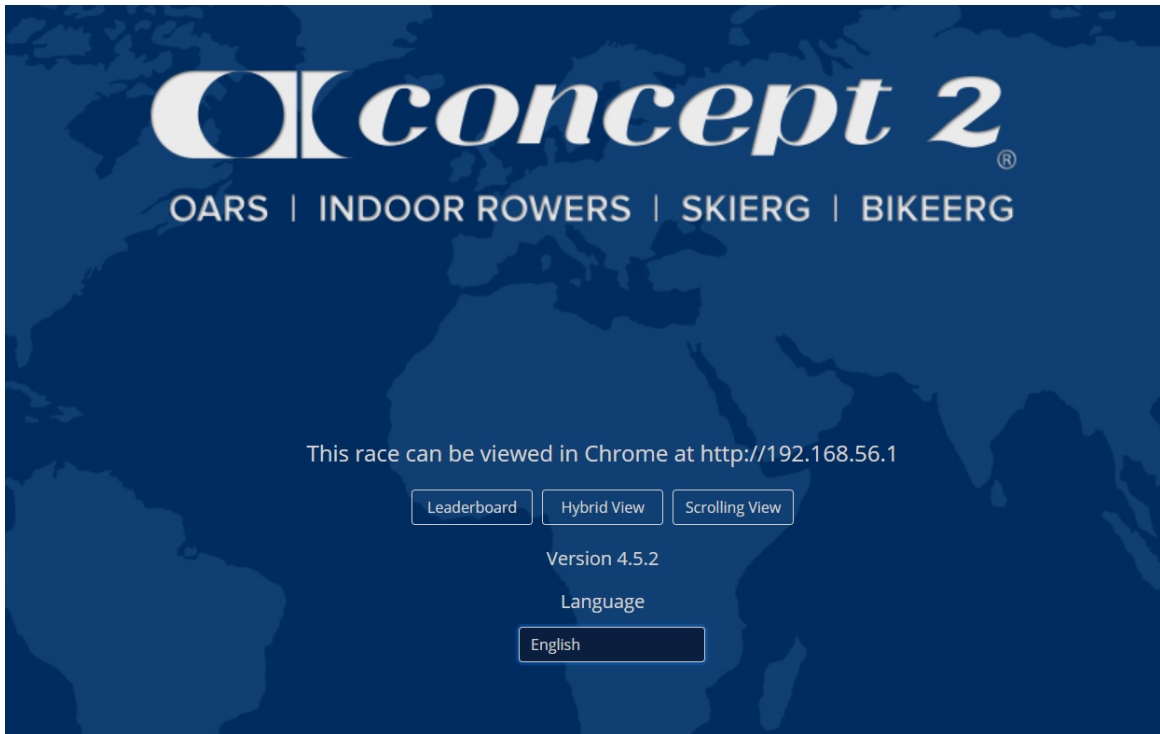 concept 2®
OARS | INDOOR ROWERS | SKIERG | BIKEERG
This race can be viewed in Chrome at http://192.168.56.1
Leaderboard Hybrid View Scrolling View
Version 4.5.2
Language
English